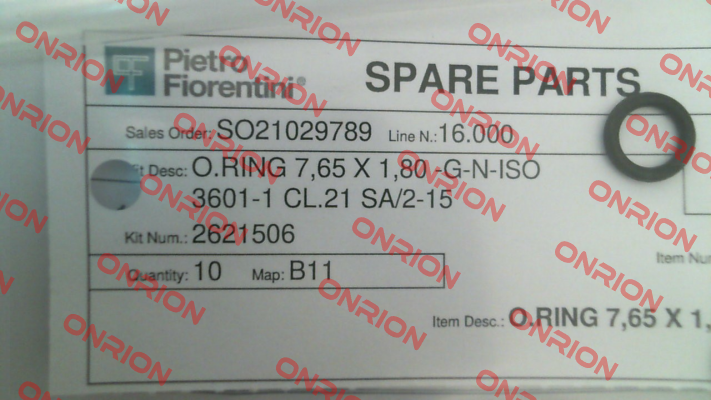 Pietro
Fiorentini®
SPARE PARTS
Sales Order: SO21029789 Line N.: 16.000
t Desc: O.RING 7,65 X 1,80 -G-N-ISO
3601-1 CL.21 SA/2-15
Kit Num.: 2621506
Item Nu
Quantity: 10 Map: B11
Item Desc.: O.RING 7,65 X 1,
ONRION